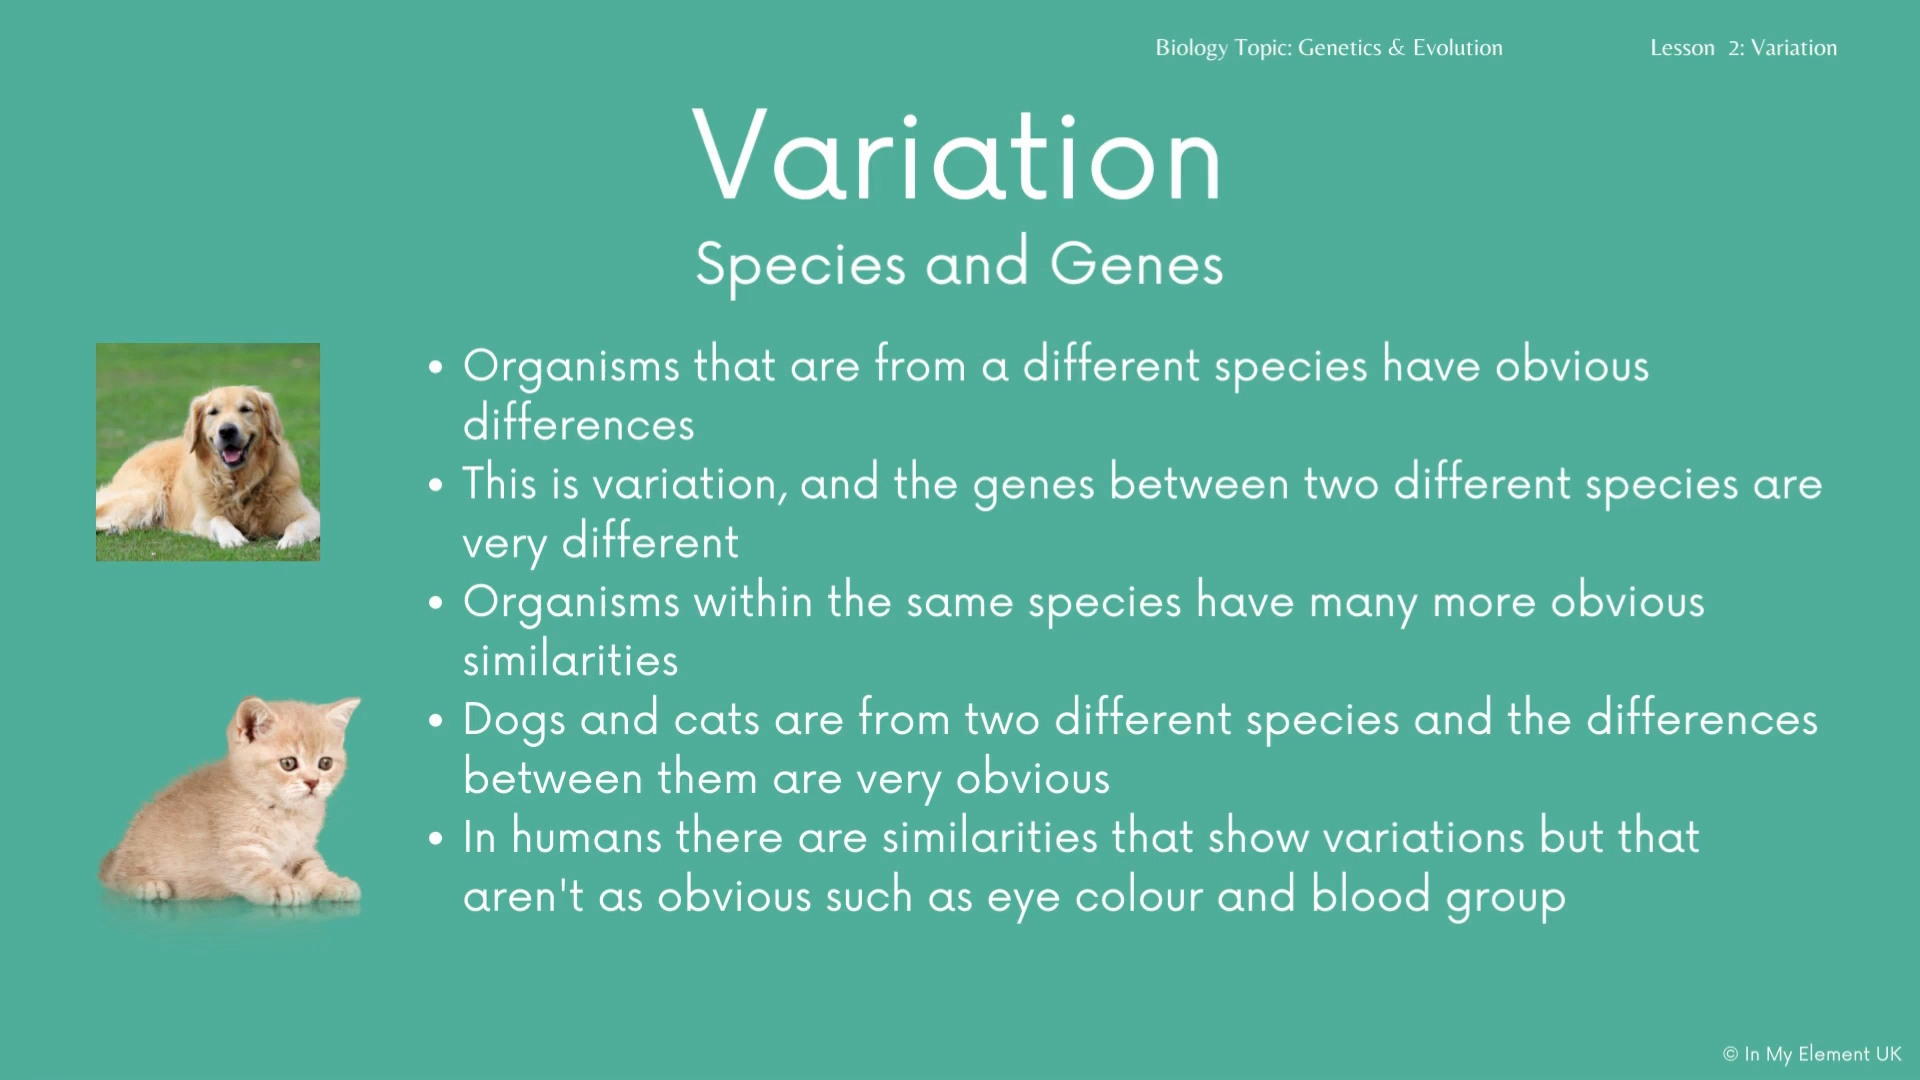 Biology Topic: Genetics & Evolution
Lesson 2: Variation
Variation
Species and Genes
• Organisms that are from a different species have obvious
differences
• This is variation, and the genes between two different species are
very different
• Organisms within the same species have many more obvious
similarities
• Dogs and cats are from two different species and the differences
between them are very obvious
• In humans there are similarities that show variations but that
aren't as obvious such as eye colour and blood group
© In My Element UK